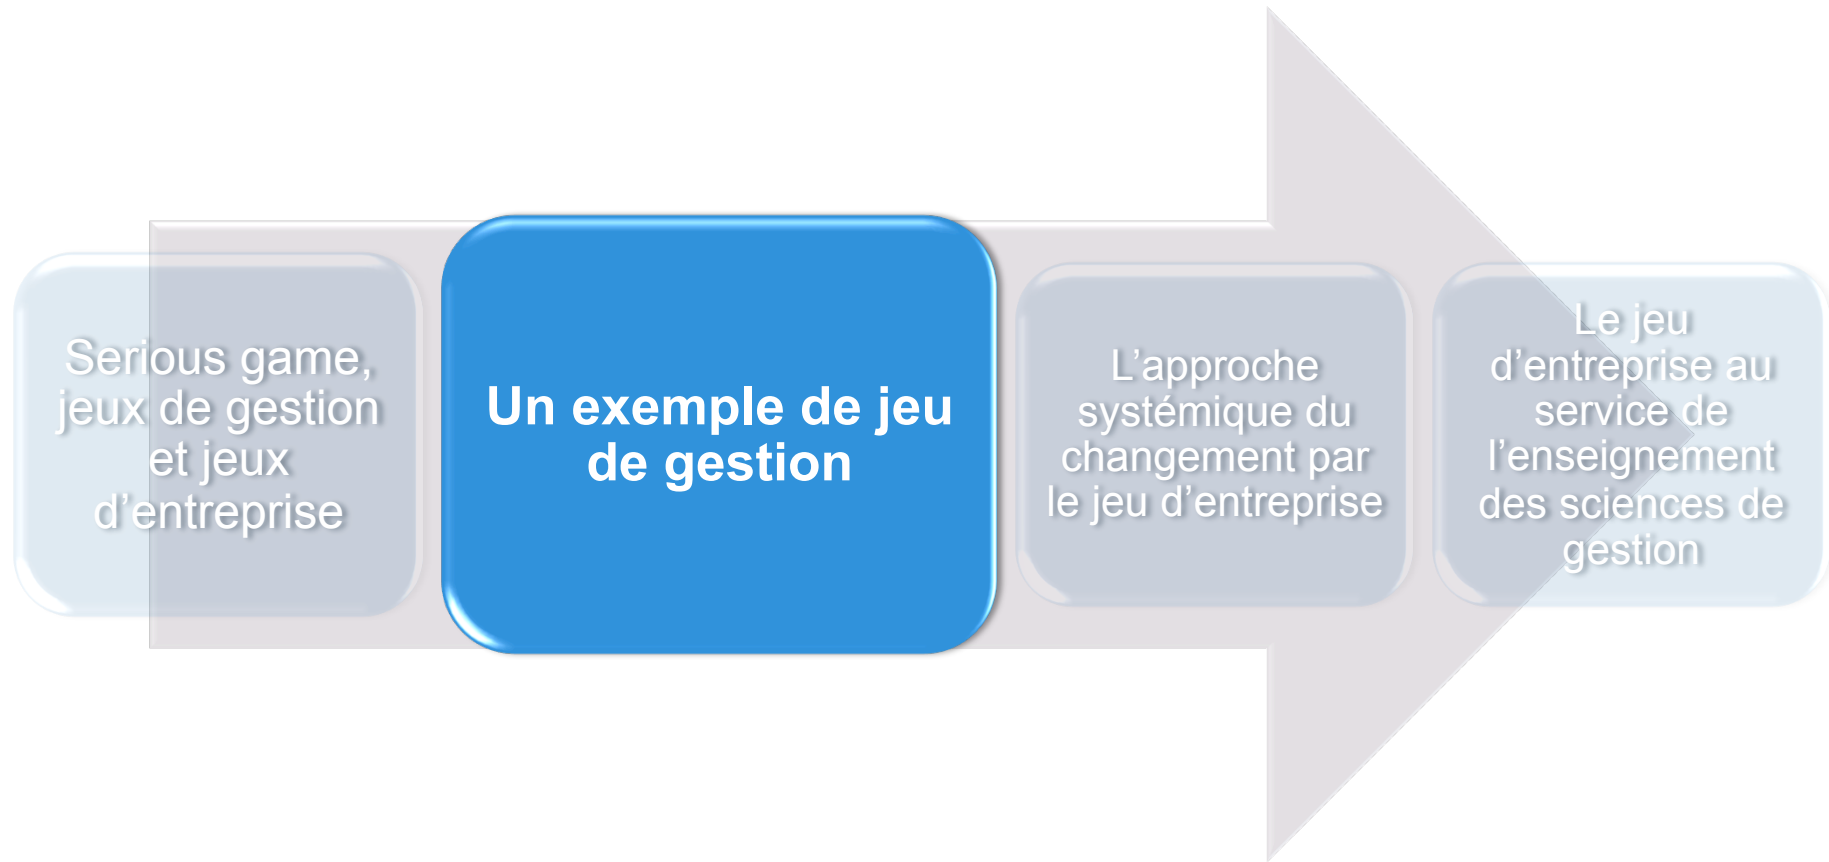 Serious game,
jeux de gestion
et jeux
d’entreprise
Un exemple de jeu
de gestion
L’approche
systémique du
changement par
le jeu d’entreprise
Le jeu
d’entreprise au
service de
l’enseignement
des sciences de
gestion